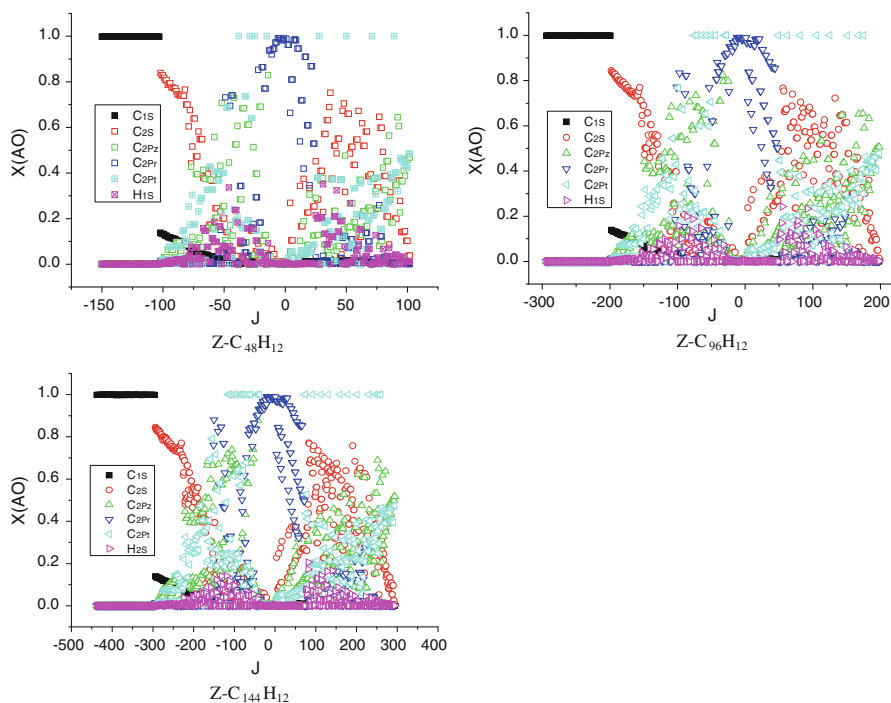 X(AO)
1.0
0.8
0.6
0.4
0.2
0.0
C1S
C2S
C2Pz
C2Pr
C2Pt
H1S
-150 -100 -50 0 50 100
J
Z-C48H12
X(AO)
1.0
0.8
0.6
0.4
0.2
0.0
C1S
C2S
C2Pz
C2Pr
C2Pt
H1S
-300 -200 -100 0 100 200
J
Z-C96H12
X(AO)
1.0
0.8
0.6
0.4
0.2
0.0
C1S
C2S
C2Pz
C2Pr
C2Pt
H2S
-500 -400 -300 -200 -100 0 100 200 300 400
J
Z-C144H12